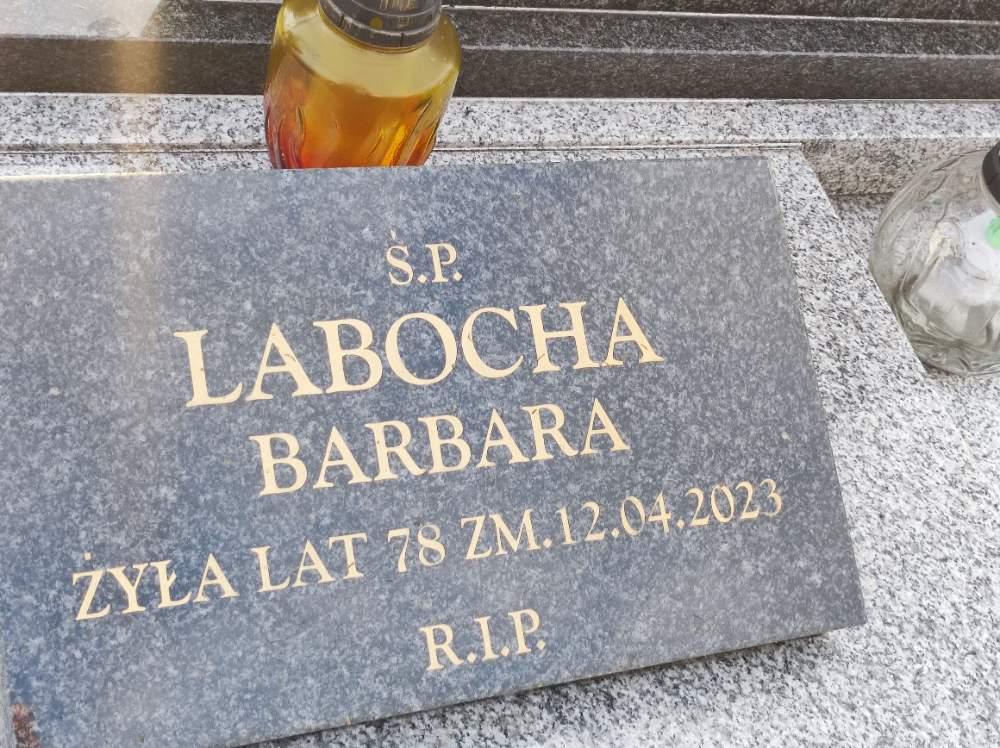 Ś.P.
LABOCHA
BARBARA
ŻYŁA LAT 78 ZM.12.04.2023
R.I.P.